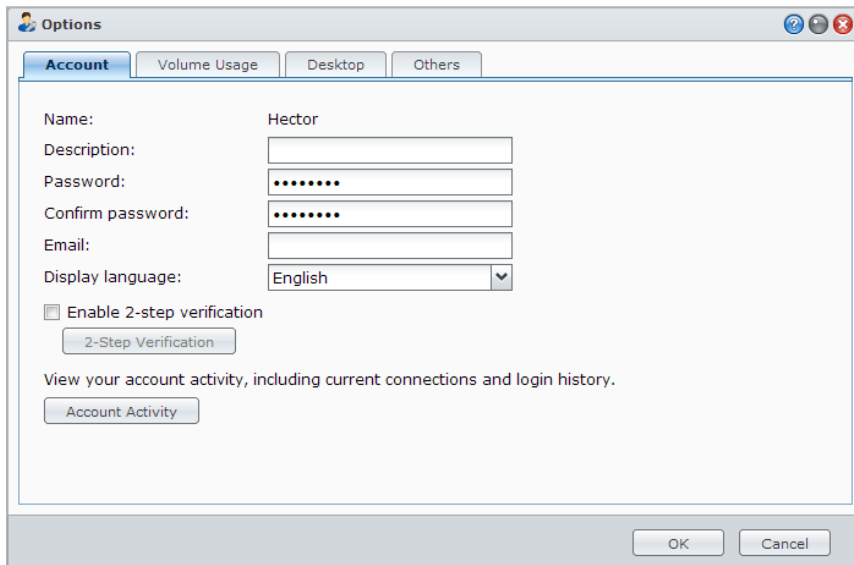 Options
Account Volume Usage Desktop Others
Name: Hector
Description:
Password: ••••••••
Confirm password: ••••••••
Email:
Display language: English
Enable 2-step verification
2-Step Verification
View your account activity, including current connections and login history.
Account Activity
OK Cancel